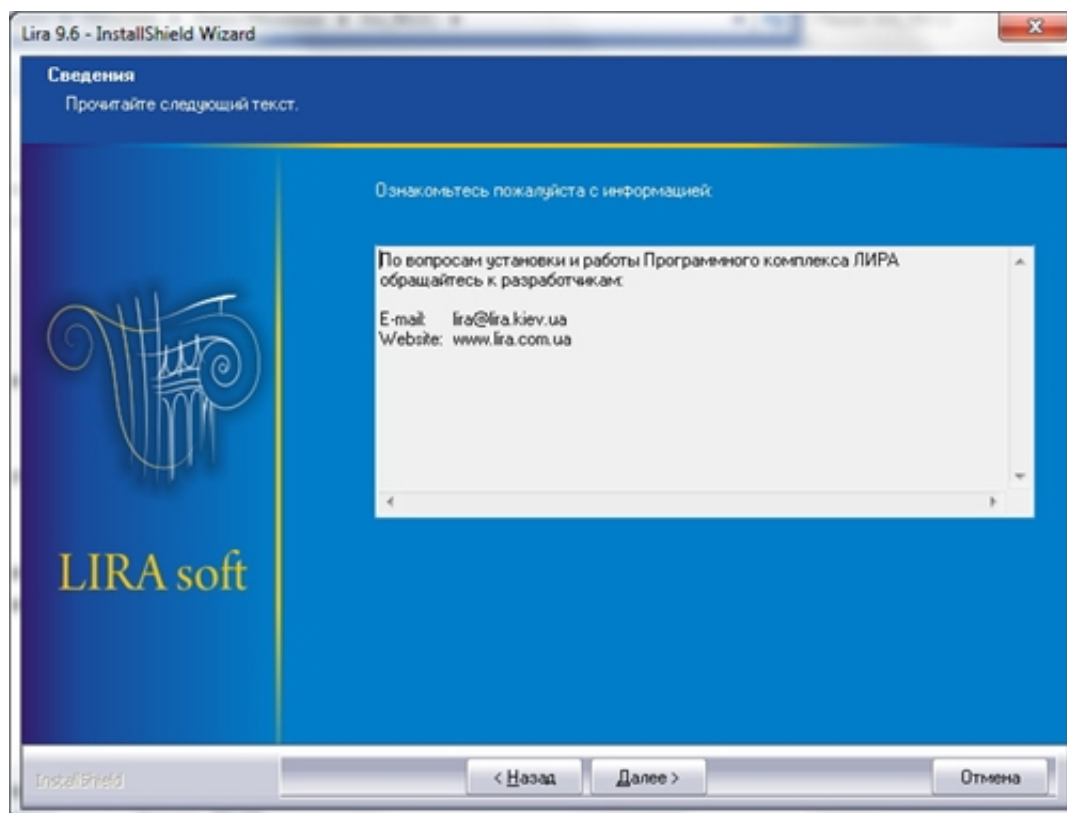 Lira 9.6 - InstallShield Wizard
Сведения
Прочитайте следующий текст.
Ознакомьтесь пожалуйста с информацией:
По вопросам установки и работы Программного комплекса ЛИРА
обращайтесь к разработчикам:
E-mail: lira@lira.kiev.ua
Website: www.lira.com.ua
LIRA soft
InstallShield
< Назад
Далее >
Отмена